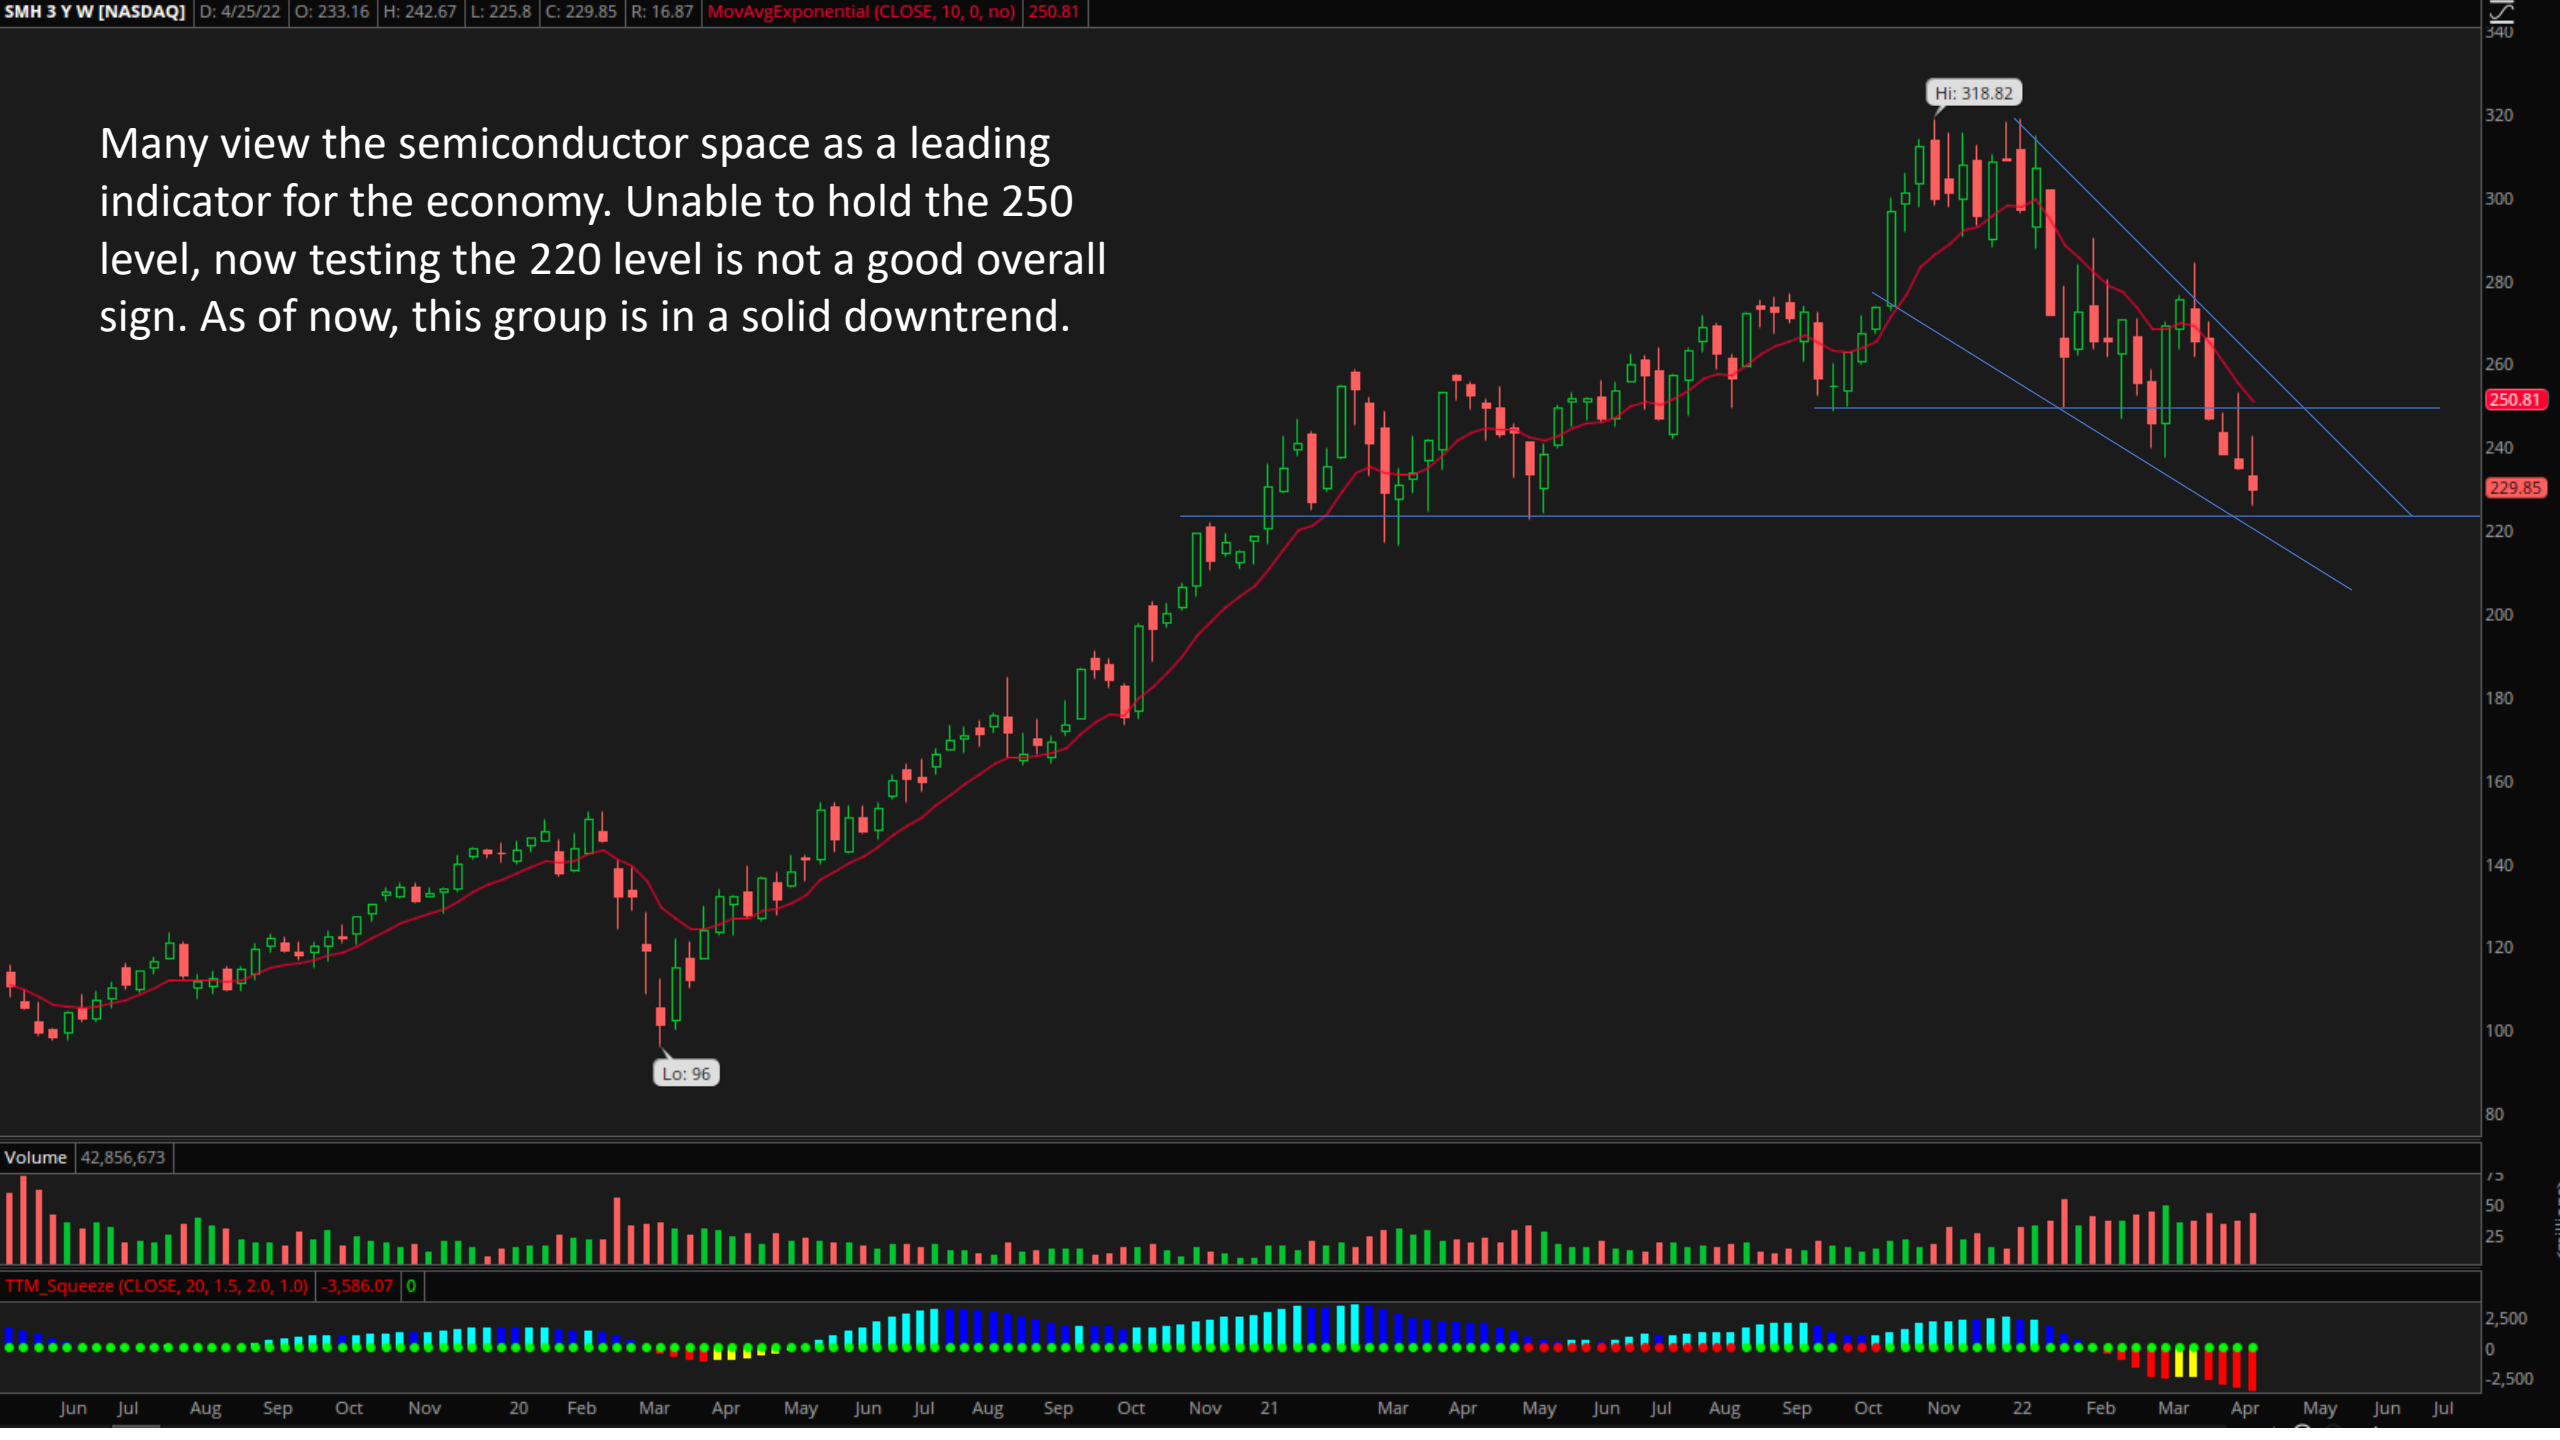 SMH 3 Y W [NASDAQ] D: 4/25/22 O: 233.16 H: 242.67 L: 225.8 C: 229.85 R: 16.87 MovAvgExponential (CLOSE, 10, 0, no) 250.81
340
Hi: 318.82
320
Many view the semiconductor space as a leading
indicator for the economy. Unable to hold the 250
level, now testing the 220 level is not a good overall
sign. As of now, this group is in a solid downtrend.
300
280
260
250.81
240
229.85
220
200
180
160
140
120
100
Lo: 96
80
Volume 42,856,673
75
50
25
TTM_Squeeze (CLOSE, 20, 1.5, 2.0, 1.0) -3,586.07 0
2,500
0
-2,500
Jun Jul Aug Sep Oct Nov 20 Feb Mar Apr May Jun Jul Aug Sep Oct Nov 21 Mar Apr May Jun Jul Aug Sep Oct Nov 22 Feb Mar Apr May Jun Jul